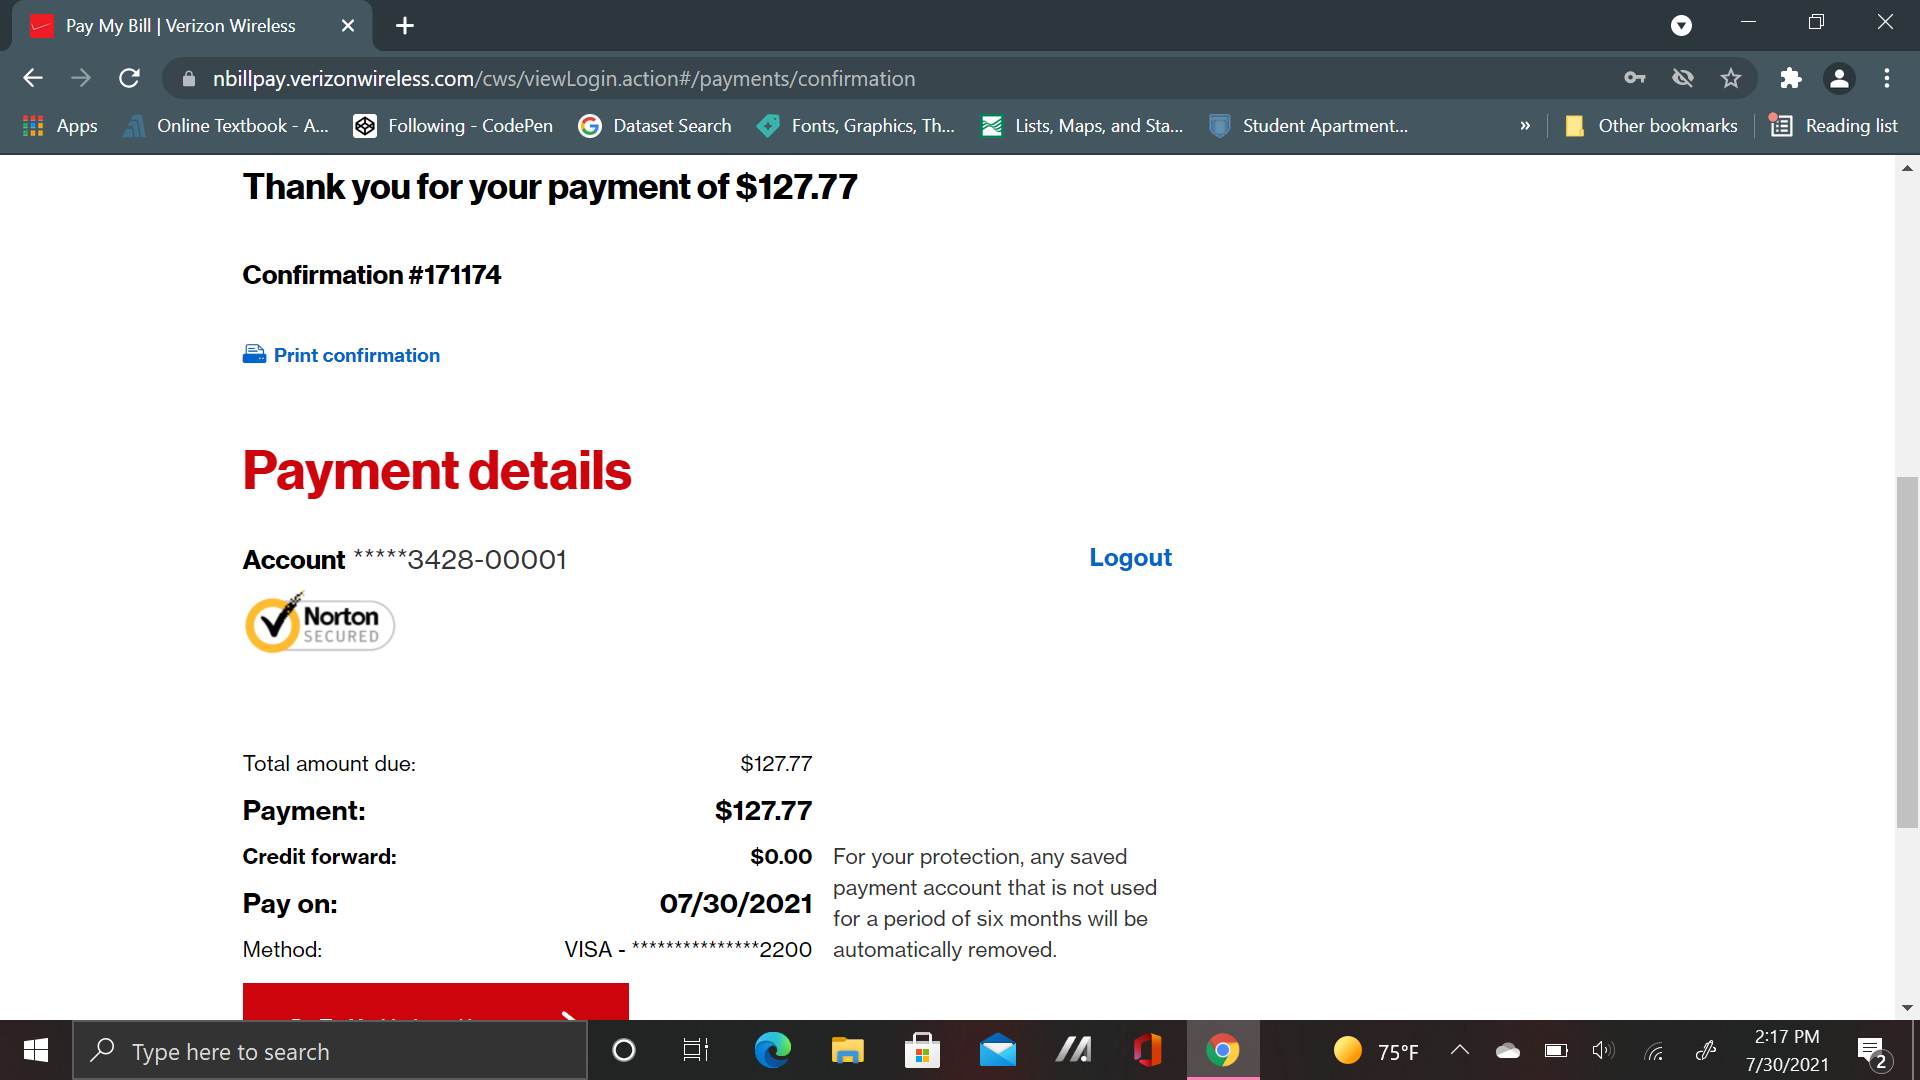 Pay My Bill | Verizon Wireless
nbillpay.verizonwireless.com/cws/viewLogin.action#/payments/confirmation
Apps Online Textbook - A... Following - CodePen Dataset Search Fonts, Graphics, Th... Lists, Maps, and Sta... Student Apartment... » Other bookmarks Reading list
Thank you for your payment of $127.77
Confirmation #171174
Print confirmation
Payment details
Account *****3428-00001 Logout
Norton
SECURED
Total amount due: $127.77
Payment: $127.77
Credit forward: $0.00
Pay on: 07/30/2021
Method: VISA - ***************2200
For your protection, any saved
payment account that is not used
for a period of six months will be
automatically removed.
Type here to search
75°F
2:17 PM
7/30/2021
2